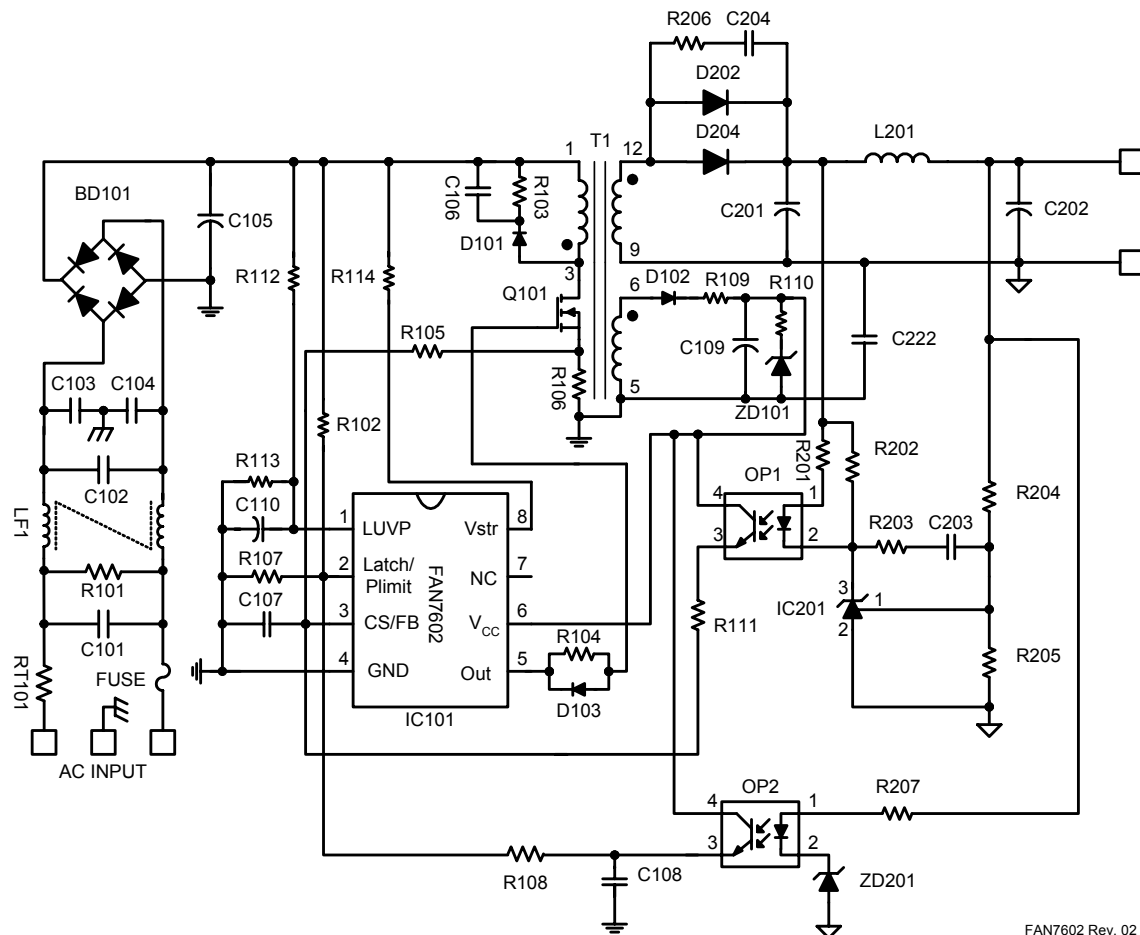 R206
C204
D202
D204
L201
T1
1
12
BD101
C105
C106
R103
D101
3
9
C201
C202
R112
R114
Q101
6
D102
R109
R110
R105
C109
C222
R106
5
ZD101
C103
C104
R102
C102
R113
C110
LF1
R201
R202
OP1
4
1
3
2
R203
C203
R204
1
LUVP
Vstr
8
R107
2
Latch/
Plimit
NC
7
C107
3
CS/FB
FAN7602
VCC
6
R111
IC201
3
1
2
R101
C101
4
GND
Out
5
R104
D103
R205
RT101
FUSE
IC101
AC INPUT
OP2
4
1
3
2
R207
R108
C108
ZD201
FAN7602 Rev. 02